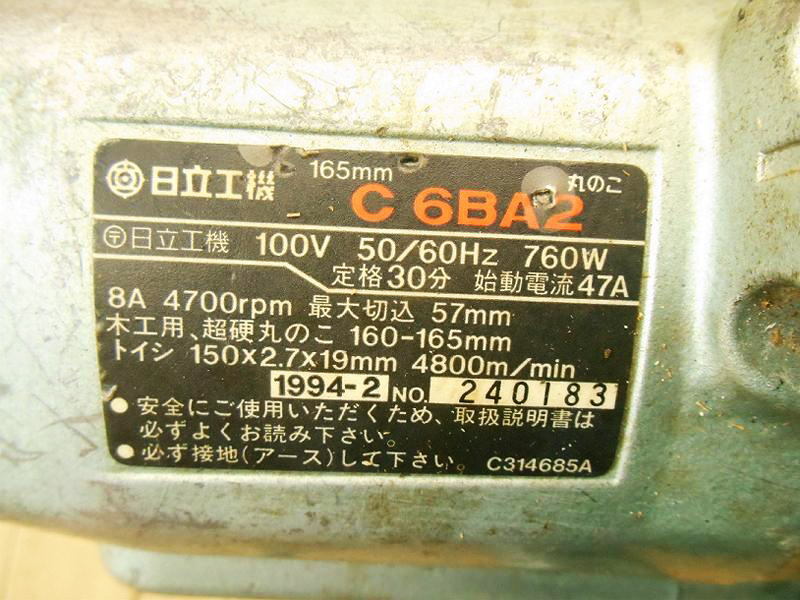 日立工機 165mm 丸のこ
C 6BA2
〒日立工機 100V 50/60Hz 760W
定格30分 始動電流47A
8A 4700rpm 最大切込 57mm
木工用、超硬丸のこ 160-165mm
トイシ 150×2.7×19mm 4800m/min
1994-2 NO. 240183
● 安全にご使用いただくため、取扱説明書は
必ずよくお読み下さい。
● 必ず接地(アース)して下さい。 C314685A